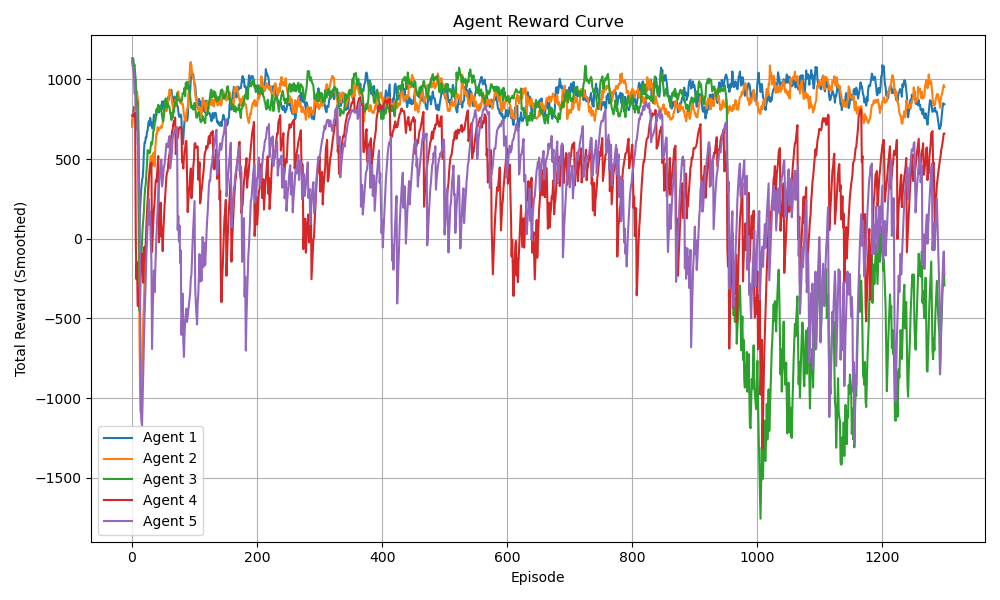 Agent Reward Curve
Total Reward (Smoothed)
1000
500
0
−500
−1000
−1500
Agent 1
Agent 2
Agent 3
Agent 4
Agent 5
0 200 400 600 800 1000 1200
Episode